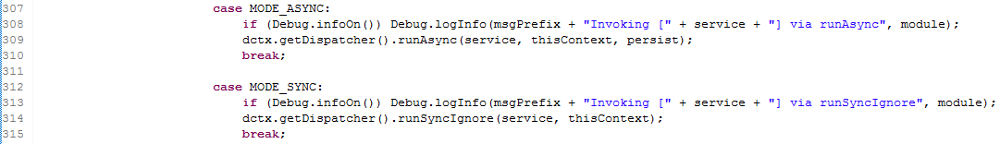 307 case MODE_ASYNC:
308 if (Debug.infoOn()) Debug.logInfo(msgPrefix + "Invoking [" + service + "] via runAsync", module);
309 dctx.getDispatcher().runAsync(service, thisContext, persist);
310 break;
311
312 case MODE_SYNC:
313 if (Debug.infoOn()) Debug.logInfo(msgPrefix + "Invoking [" + service + "] via runSyncIgnore", module);
314 dctx.getDispatcher().runSyncIgnore(service, thisContext);
315 break;